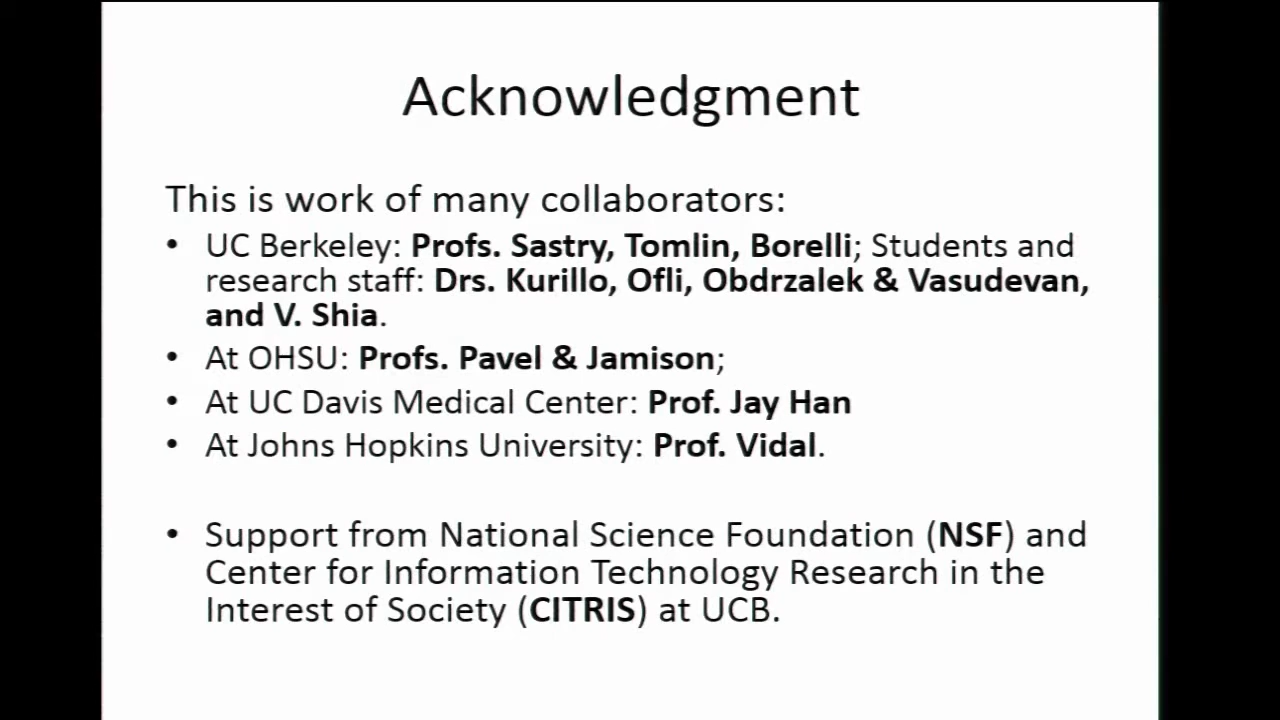 Acknowledgment
This is work of many collaborators:
• UC Berkeley: Profs. Sastry, Tomlin, Borelli; Students and
research staff: Drs. Kurillo, Ofli, Obdrzalek & Vasudevan,
and V. Shia.
• At OHSU: Profs. Pavel & Jamison;
• At UC Davis Medical Center: Prof. Jay Han
• At Johns Hopkins University: Prof. Vidal.
• Support from National Science Foundation (NSF) and
Center for Information Technology Research in the
Interest of Society (CITRIS) at UCB.